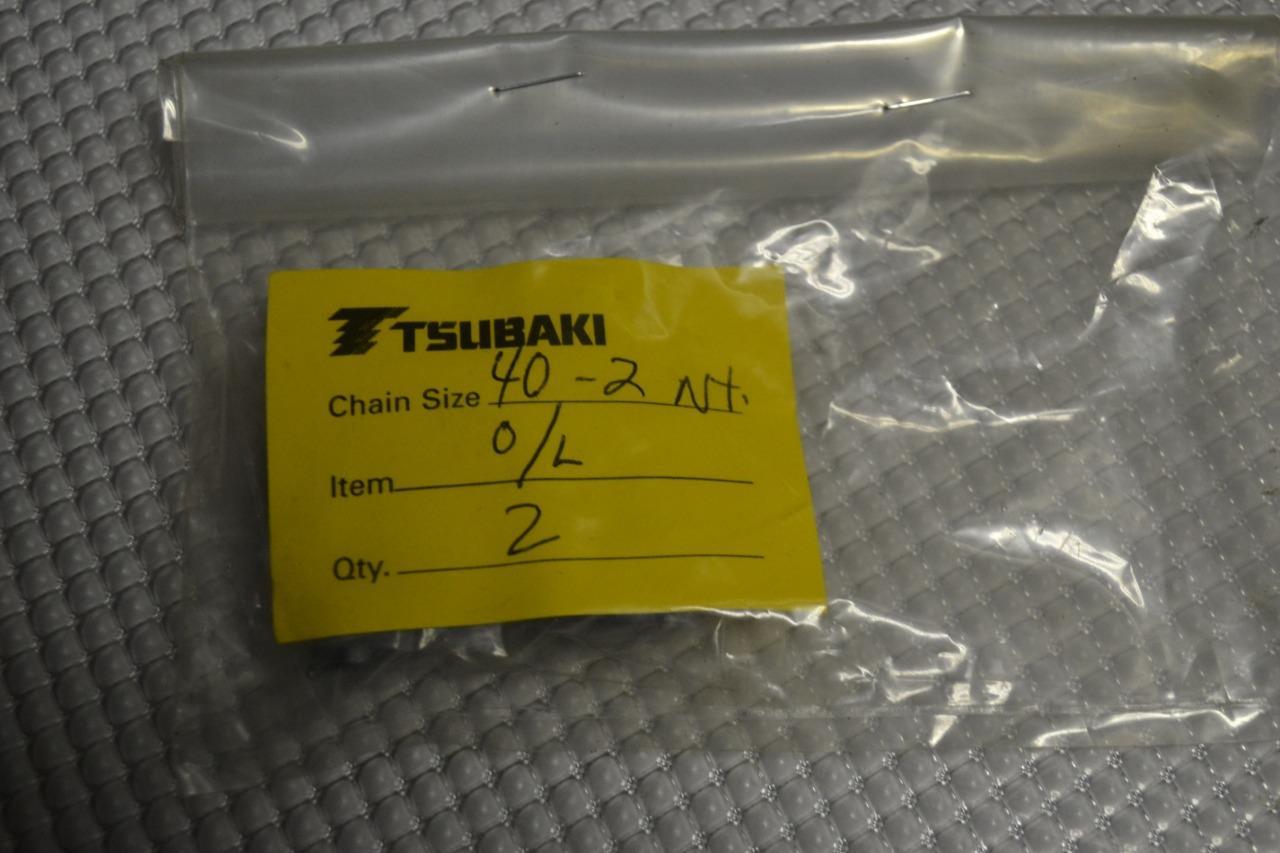 TSUBAKI
Chain Size 40-2 Nt.
Item O/L
Qty. 2